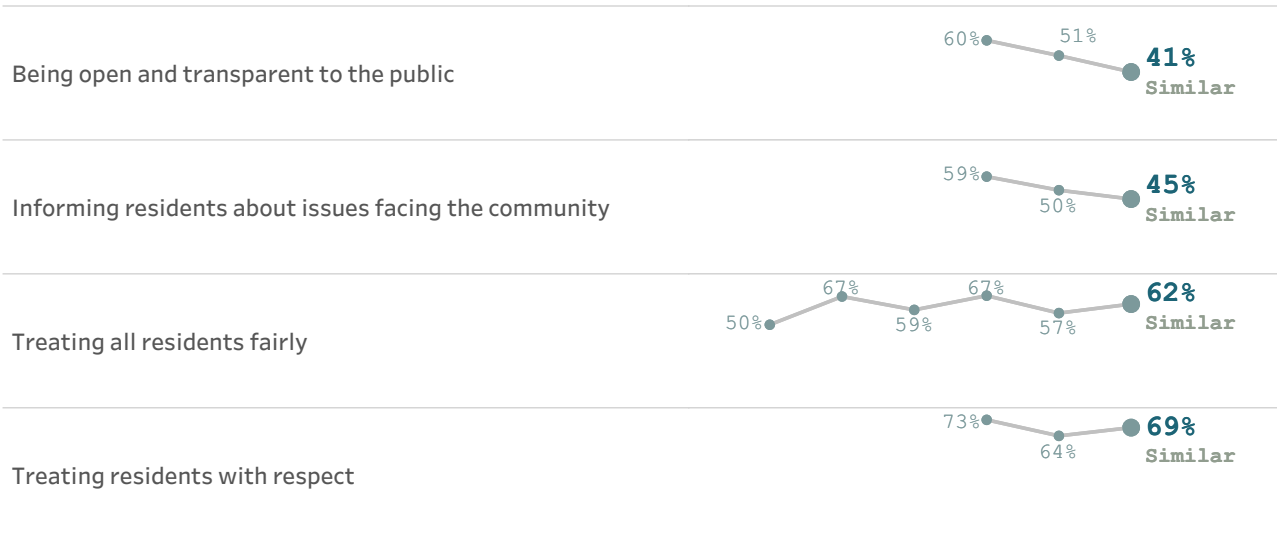 60%
51%
41%
Being open and transparent to the public
Similar
59%
45%
Informing residents about issues facing the community
50%
Similar
67%
67%
62%
50%
59%
57%
Similar
Treating all residents fairly
73%
69%
64%
Similar
Treating residents with respect